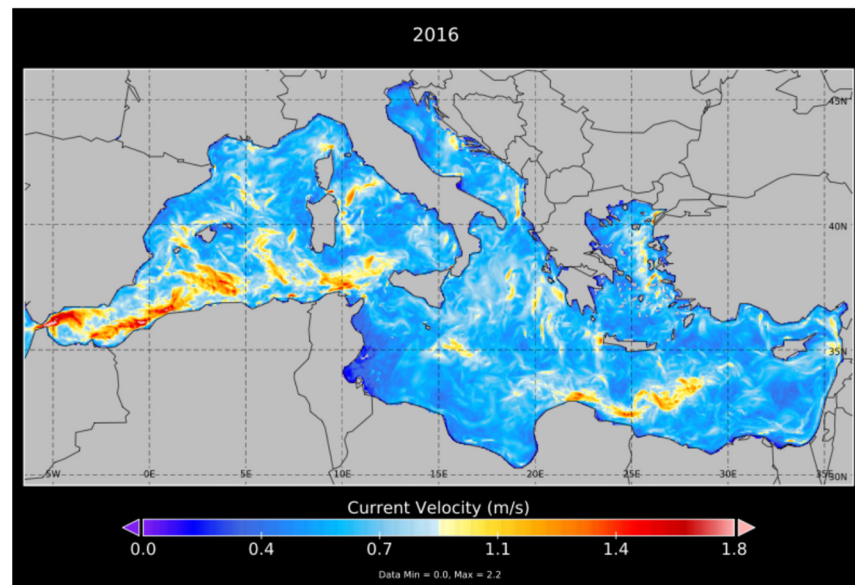 2016
45N
40N
35N
30N
5W
0E
5E
10E
15E
20E
25E
30E
35E
Current Velocity (m/s)
0.0 0.4 0.7 1.1 1.4 1.8
Data Min = 0.0, Max = 2.2